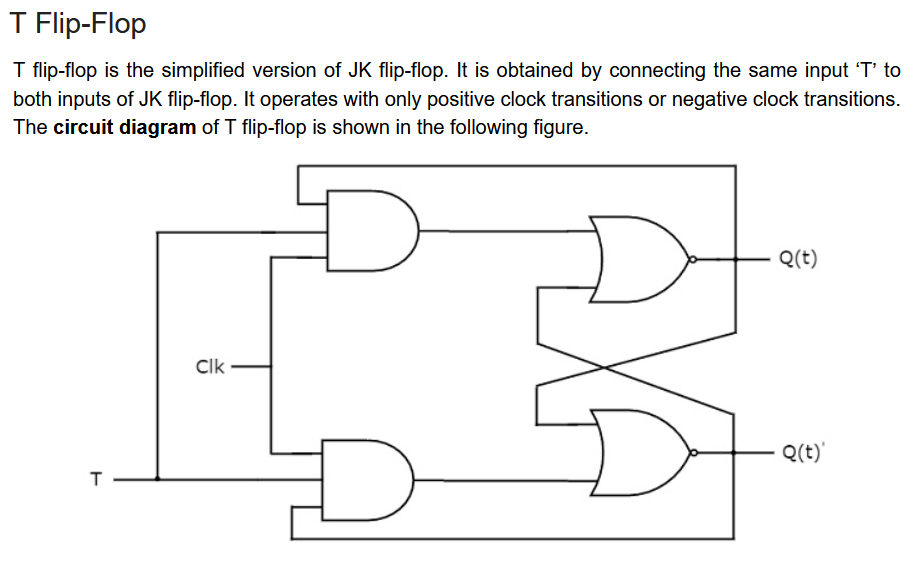 T Flip-Flop
T flip-flop is the simplified version of JK flip-flop. It is obtained by connecting the same input ‘T’ to
both inputs of JK flip-flop. It operates with only positive clock transitions or negative clock transitions.
The circuit diagram of T flip-flop is shown in the following figure.
Q(t)
Clk
Q(t)'
T